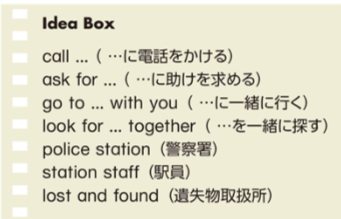 Idea Box
call ...（ …に電話をかける）
ask for ...（ …に助けを求める）
go to ... with you（ …に一緒に行く）
look for ... together（ …を一緒に探す）
police station（警察署）
station staff（駅員）
lost and found（遺失物取扱所）